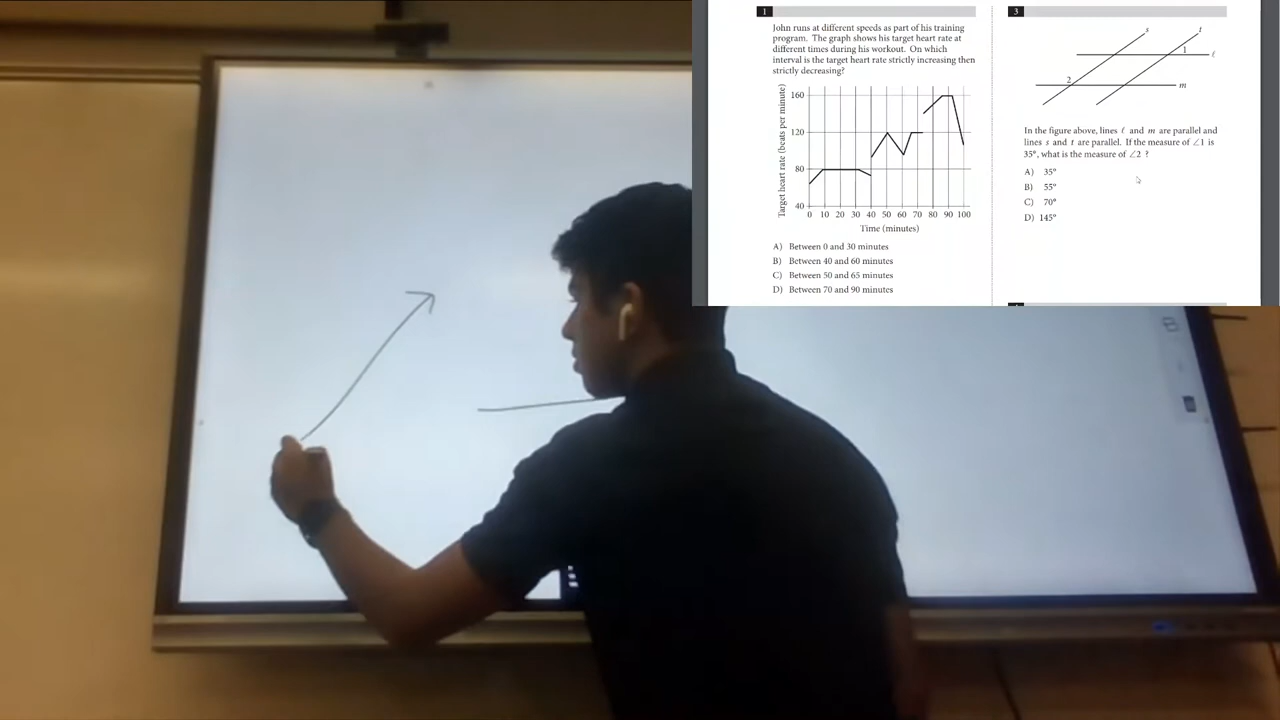 1
John runs at different speeds as part of his training
program. The graph shows his target heart rate at
different times during his workout. On which
interval is the target heart rate strictly increasing then
strictly decreasing?
Target heart rate (beats per minute)
160
120
80
40
0 10 20 30 40 50 60 70 80 90 100
Time (minutes)
A) Between 0 and 30 minutes
B) Between 40 and 60 minutes
C) Between 50 and 65 minutes
D) Between 70 and 90 minutes
3
s t
1
ℓ
2
m
In the figure above, lines ℓ and m are parallel and
lines s and t are parallel. If the measure of ∠1 is
35°, what is the measure of ∠2 ?
A) 35°
B) 55°
C) 70°
D) 145°